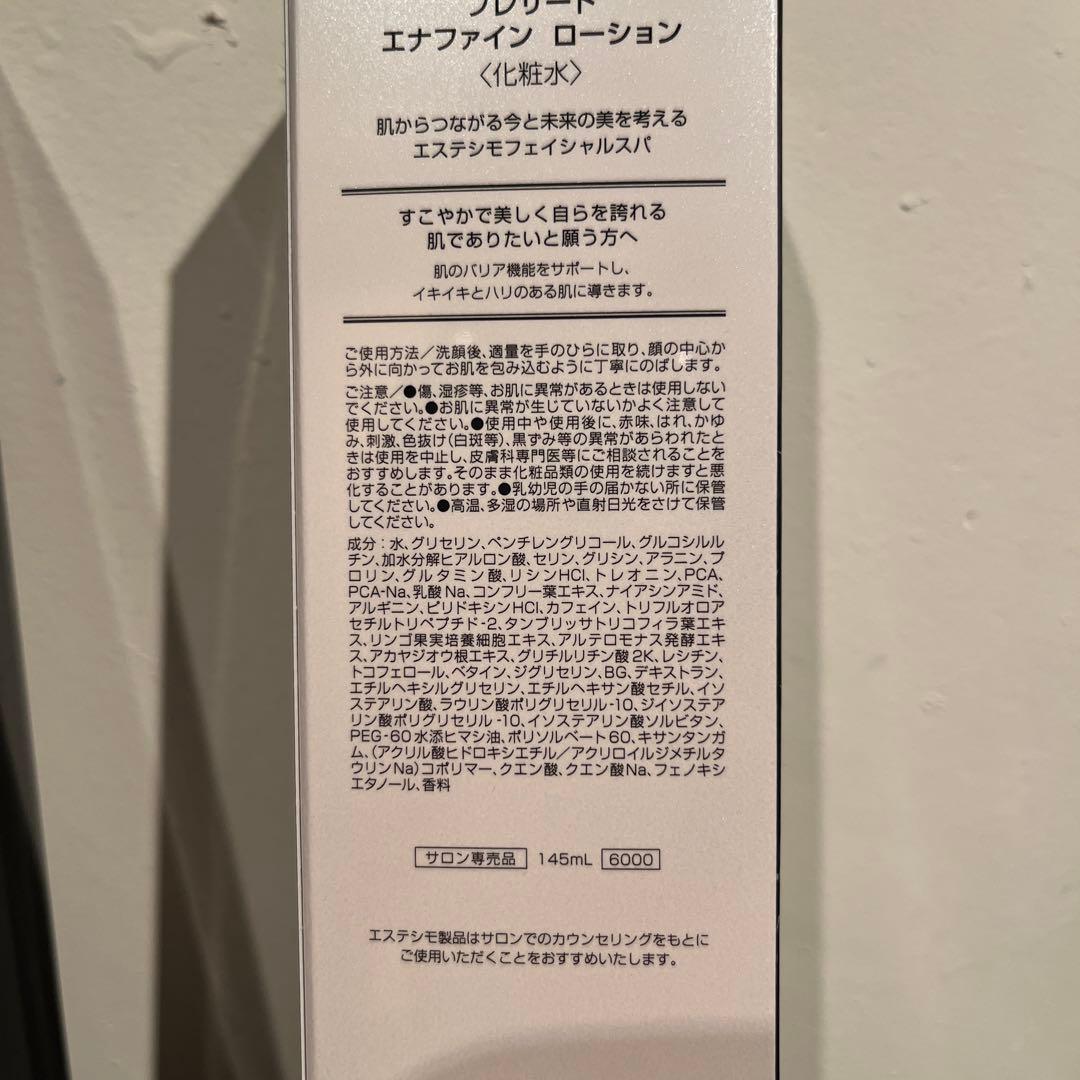 プレサード
エナファイン ローション
〈化粧水〉
肌からつながる今と未来の美を考える
エステシモフェイシャルスパ
すこやかで美しく自らを誇れる
肌でありたいと願う方へ
肌のバリア機能をサポートし、
イキイキとハリのある肌に導きます。
ご使用方法／洗顔後、適量を手のひらに取り、顔の中心か
ら外に向かってお肌を包み込むように丁寧にのばします。
ご注意／●傷、湿疹等、お肌に異常があるときは使用しない
でください。●お肌に異常が生じていないかよく注意して
使用してください。●使用中や使用後に、赤味、はれ、かゆ
み、刺激、色抜け(白斑等)、黒ずみ等の異常があらわれたと
きは使用を中止し、皮膚科専門医等にご相談されることを
おすすめします。そのまま化粧品類の使用を続けますと悪
化することがあります。●乳幼児の手の届かない所に保管
してください。●高温、多湿の場所や直射日光をさけて保管
してください。
成分：水、グリセリン、ペンチレングリコール、グルコシルル
チン、加水分解ヒアルロン酸、セリン、グリシン、アラニン、プ
ロリン、グルタミン酸、リシンHCl、トレオニン、PCA、
PCA-Na、乳酸Na、コンフリー葉エキス、ナイアシンアミド、
アルギニン、ピリドキシンHCl、カフェイン、トリフルオロア
セチルトリペプチド-2、タンブリッサトリコフィラ葉エキ
ス、リンゴ果実培養細胞エキス、アルテロモナス発酵エキ
ス、アカヤジオウ根エキス、グリチルリチン酸2K、レシチン、
トコフェロール、ベタイン、ジグリセリン、BG、デキストラン、
エチルヘキシルグリセリン、エチルヘキサン酸セチル、イソ
ステアリン酸、ラウリン酸ポリグリセリル-10、ジイソステア
リン酸ポリグリセリル-10、イソステアリン酸ソルビタン、
PEG-60水添ヒマシ油、ポリソルベート60、キサンタンガ
ム、(アクリル酸ヒドロキシエチル／アクリロイルジメチルタ
ウリンNa)コポリマー、クエン酸、クエン酸Na、フェノキシ
エタノール、香料
サロン専売品 145mL 6000
エステシモ製品はサロンでのカウンセリングをもとに
ご使用いただくことをおすすめいたします。